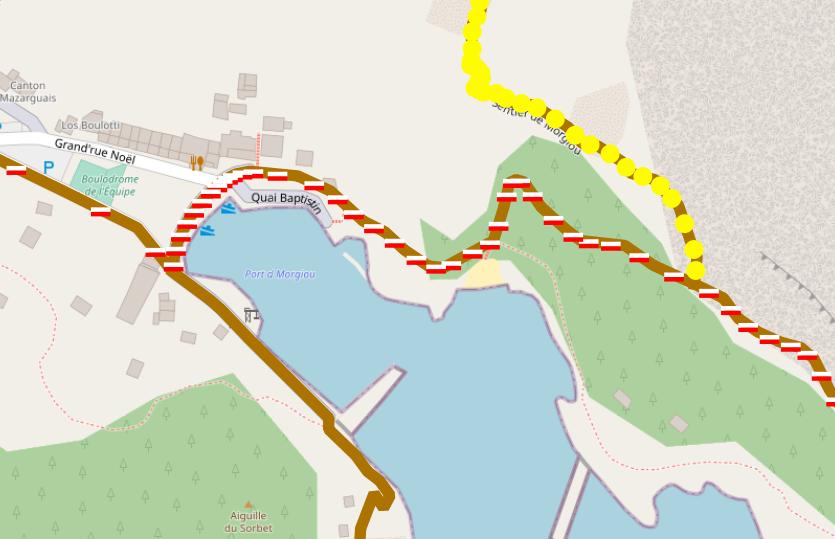 Canton
Mazarguais
Los Boulotti
Grand'rue Noël
P
Boulodrome
de l'Équipe
Quai Baptistin
Sentier de Morgiou
Port d Morgiou
Aiguille
du Sorbet